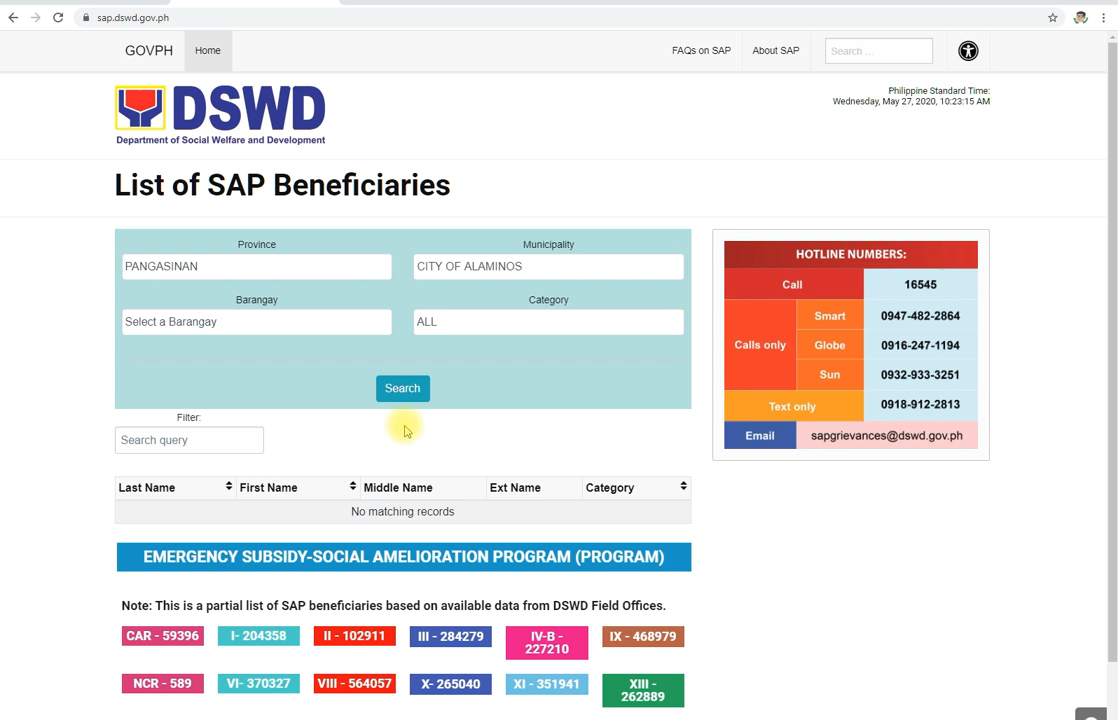 sap.dswd.gov.ph
GOVPH
Home
FAQs on SAP
About SAP
Search ...
DSWD
Department of Social Welfare and Development
Philippine Standard Time:
Wednesday, May 27, 2020, 10:23:15 AM
List of SAP Beneficiaries
Province
Municipality
PANGASINAN
CITY OF ALAMINOS
Barangay
Category
Select a Barangay
ALL
Search
Filter:
Search query
Last Name
First Name
Middle Name
Ext Name
Category
No matching records
HOTLINE NUMBERS:
Call
16545
Calls only
Smart
0947-482-2864
Globe
0916-247-1194
Sun
0932-933-3251
Text only
0918-912-2813
Email
sapgrievances@dswd.gov.ph
EMERGENCY SUBSIDY-SOCIAL AMELIORATION PROGRAM (PROGRAM)
Note: This is a partial list of SAP beneficiaries based on available data from DSWD Field Offices.
CAR - 59396
I- 204358
II - 102911
III - 284279
IV-B -
227210
IX - 468979
NCR - 589
VI- 370327
VIII - 564057
X- 265040
XI - 351941
XIII -
262889